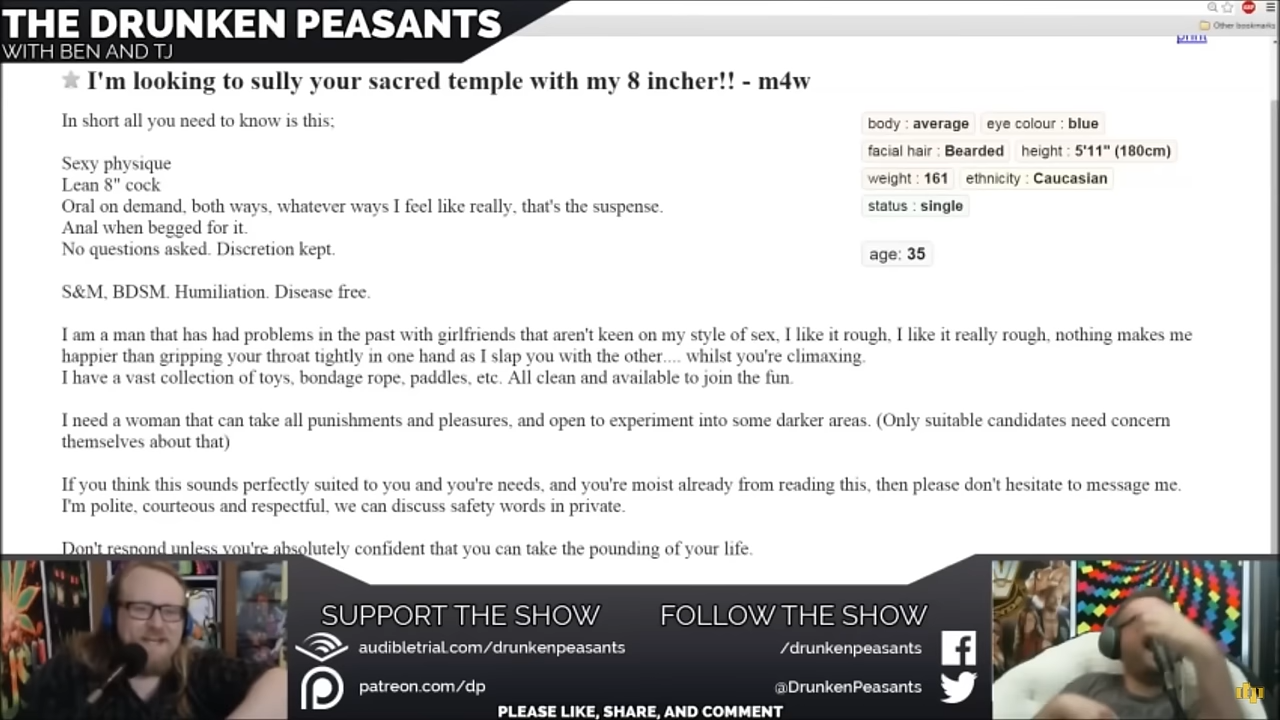 THE DRUNKEN PEASANTS
WITH BEN AND TJ
Other bookmarks
print
I'm looking to sully your sacred temple with my 8 incher!! - m4w
In short all you need to know is this;
Sexy physique
Lean 8" cock
Oral on demand, both ways, whatever ways I feel like really, that's the suspense.
Anal when begged for it.
No questions asked. Discretion kept.
S&M, BDSM. Humiliation. Disease free.
I am a man that has had problems in the past with girlfriends that aren't keen on my style of sex, I like it rough, I like it really rough, nothing makes me
happier than gripping your throat tightly in one hand as I slap you with the other.... whilst you're climaxing.
I have a vast collection of toys, bondage rope, paddles, etc. All clean and available to join the fun.
I need a woman that can take all punishments and pleasures, and open to experiment into some darker areas. (Only suitable candidates need concern
themselves about that)
If you think this sounds perfectly suited to you and you're needs, and you're moist already from reading this, then please don't hesitate to message me.
I'm polite, courteous and respectful, we can discuss safety words in private.
Don't respond unless you're absolutely confident that you can take the pounding of your life.
body : average eye colour : blue
facial hair : Bearded height : 5'11" (180cm)
weight : 161 ethnicity : Caucasian
status : single
age: 35
SUPPORT THE SHOW
audibletrial.com/drunkenpeasants
patreon.com/dp
FOLLOW THE SHOW
/drunkenpeasants
@DrunkenPeasants
PLEASE LIKE, SHARE, AND COMMENT
dp